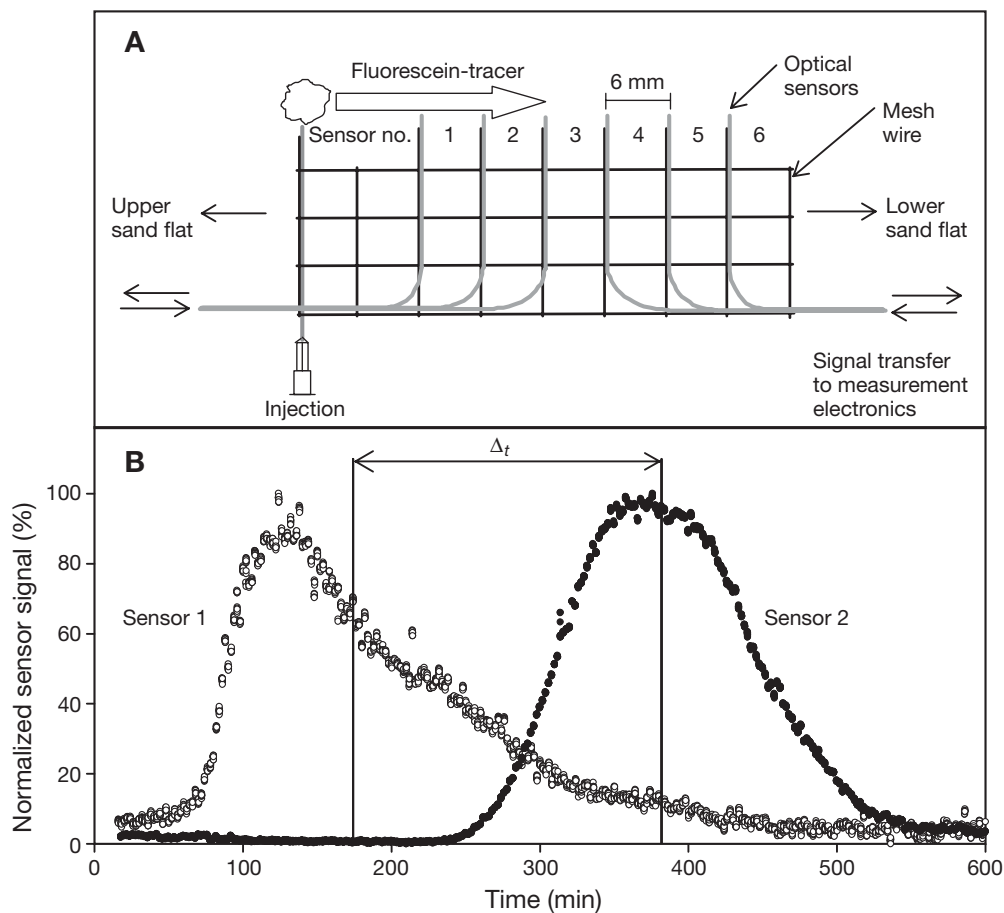 A
Fluorescein-tracer
6 mm
Optical
sensors
Mesh
wire
Sensor no. 1 2 3 4 5 6
Upper
sand flat
Lower
sand flat
Injection
Signal transfer
to measurement
electronics
B
Δt
Normalized sensor signal (%)
100
80
60
40
20
0
Sensor 1
Sensor 2
0 100 200 300 400 500 600
Time (min)